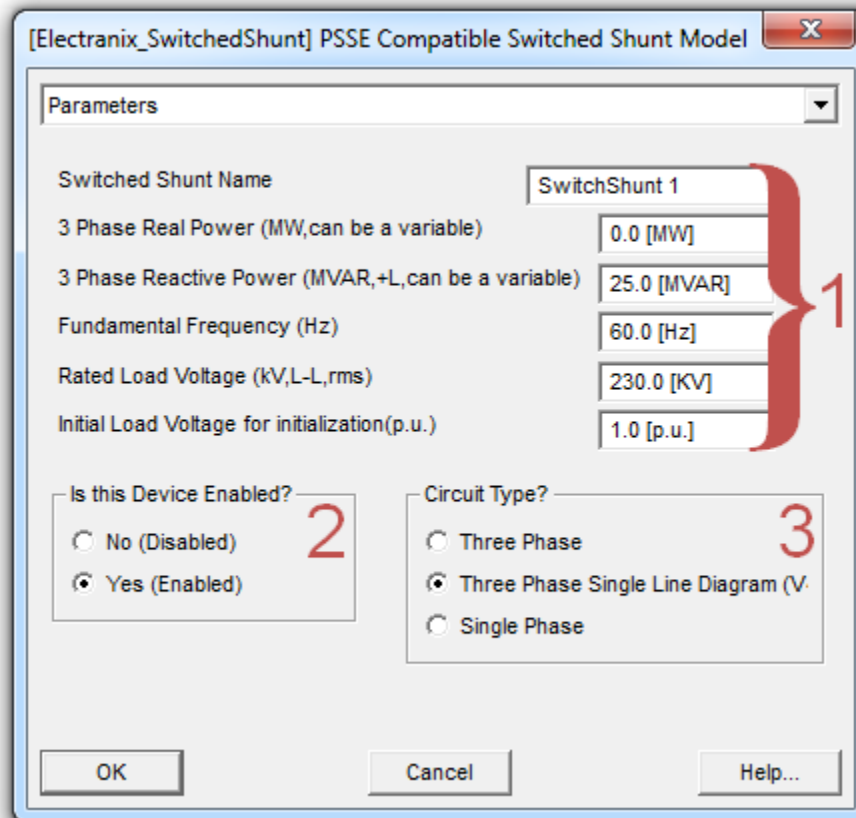 [Electranix_SwitchedShunt] PSSE Compatible Switched Shunt Model
Parameters
Switched Shunt Name SwitchShunt 1
3 Phase Real Power (MW,can be a variable) 0.0 [MW]
3 Phase Reactive Power (MVAR,+L,can be a variable) 25.0 [MVAR]
Fundamental Frequency (Hz) 60.0 [Hz]
Rated Load Voltage (kV,L-L,rms) 230.0 [KV]
Initial Load Voltage for initialization(p.u.) 1.0 [p.u.]
1
Is this Device Enabled?
No (Disabled)
Yes (Enabled)
2
Circuit Type?
Three Phase
Three Phase Single Line Diagram (V-
Single Phase
3
OK Cancel Help...